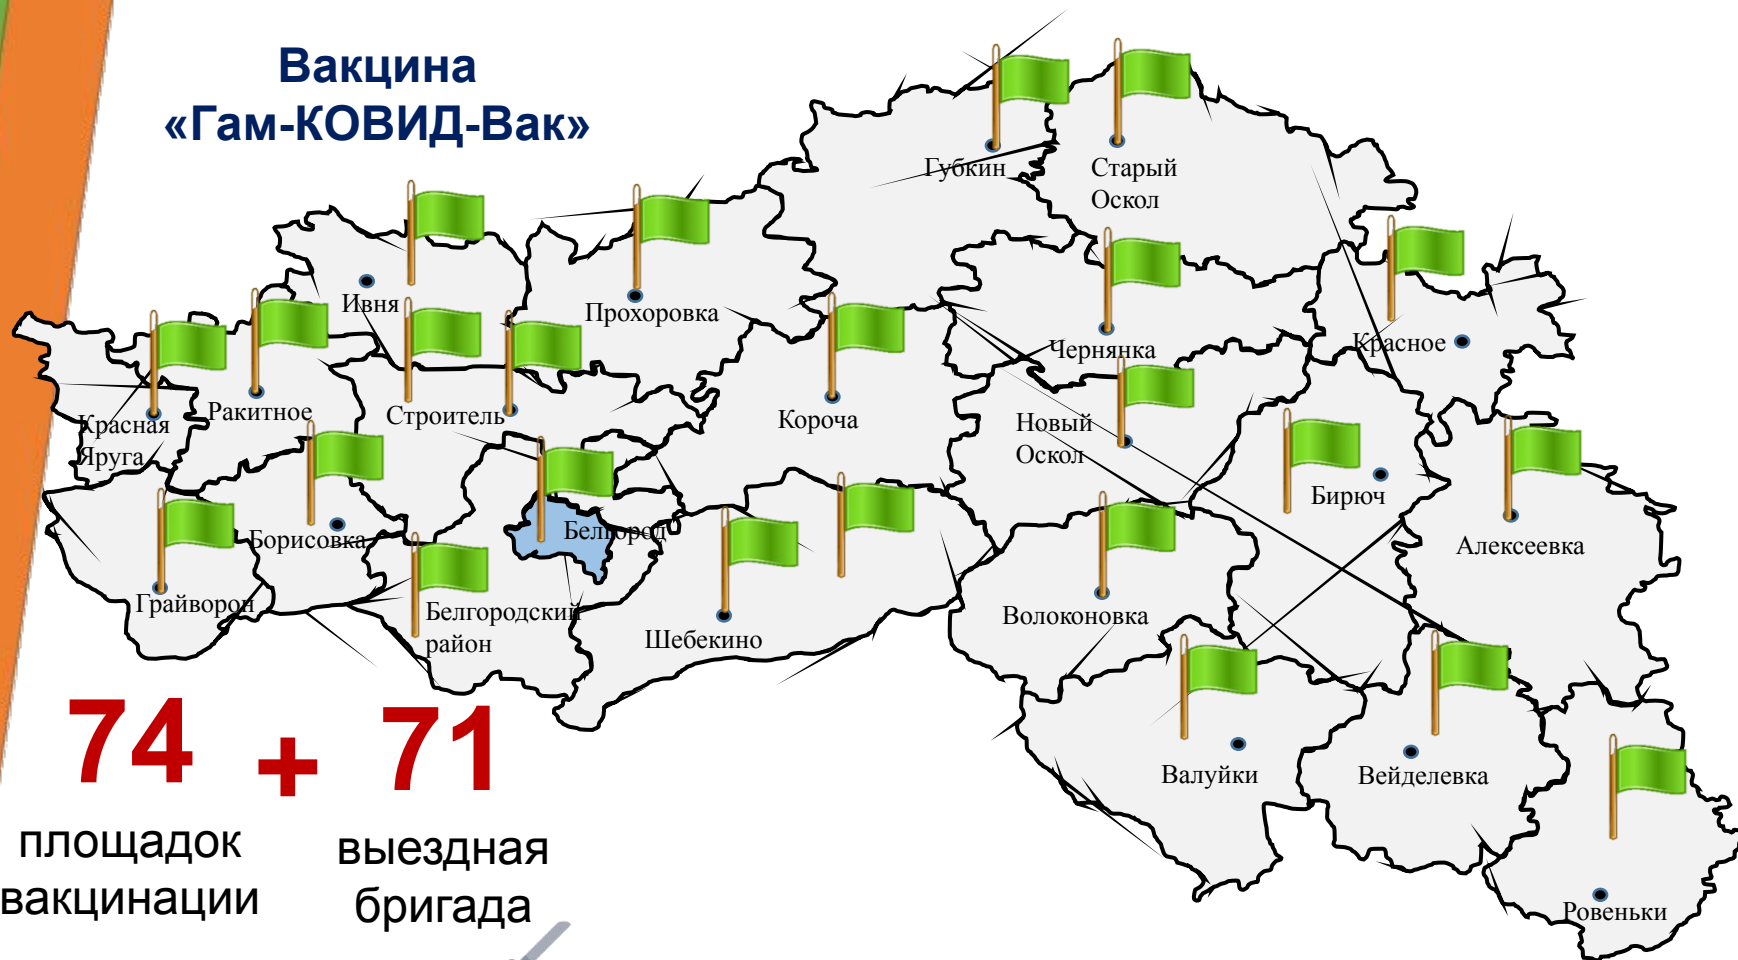 Вакцина
«Гам-КОВИД-Вак»
Губкин
Старый
Оскол
Ивня
Прохоровка
Чернянка
Красное
Красная
Яруга
Ракитное
Строитель
Короча
Новый
Оскол
Бирюч
Алексеевка
Борисовка
Белгород
Грайворон
Белгородский
район
Шебекино
Волоконовка
Валуйки
Вейделевка
Ровеньки
74 + 71
площадок
вакцинации
выездная
бригада